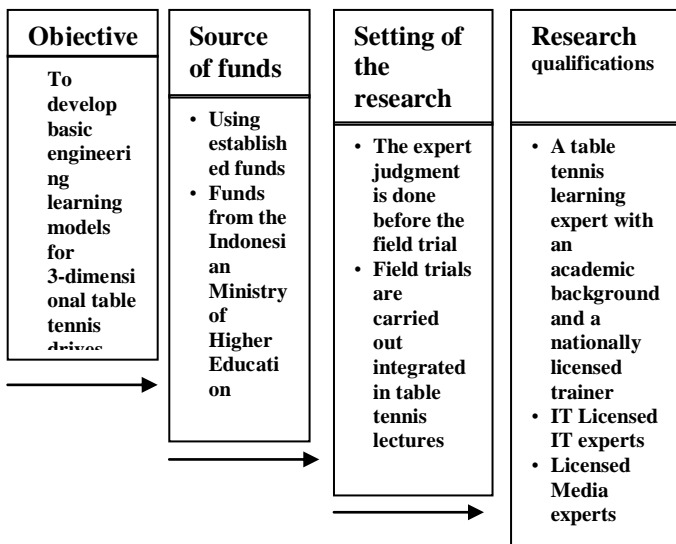 Objective
To
develop
basic
engineeri
ng
learning
models
for
3-dimensi
onal table
tennis
drives
Source
of funds
• Using
establish
ed funds
• Funds
from the
Indonesi
an
Ministry
of
Higher
Educati
on
Setting of
the
research
• The expert
judgment
is done
before the
field trial
• Field trials
are
carried
out
integrated
in table
tennis
lectures
Research
qualifications
• A table
tennis
learning
expert with
an
academic
background
and a
nationally
licensed
trainer
• IT Licensed
IT experts
• Licensed
Media
experts